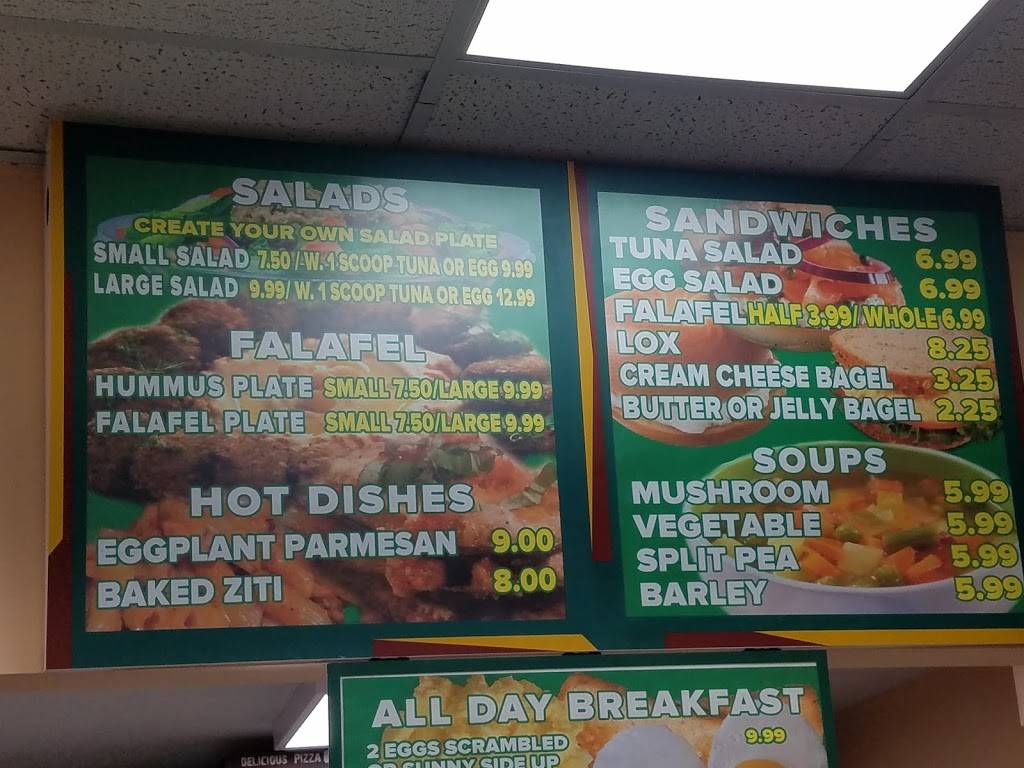 SALADS
CREATE YOUR OWN SALAD PLATE
SMALL SALAD 7.50 / W. 1 SCOOP TUNA OR EGG 9.99
LARGE SALAD 9.99/ W. 1 SCOOP TUNA OR EGG 12.99
FALAFEL
HUMMUS PLATE SMALL 7.50/LARGE 9.99
FALAFEL PLATE SMALL 7.50/LARGE 9.99
HOT DISHES
EGGPLANT PARMESAN 9.00
BAKED ZITI 8.00
SANDWICHES
TUNA SALAD 6.99
EGG SALAD 6.99
FALAFEL HALF 3.99/ WHOLE 6.99
LOX 8.25
CREAM CHEESE BAGEL 3.25
BUTTER OR JELLY BAGEL 2.25
SOUPS
MUSHROOM 5.99
VEGETABLE 5.99
SPLIT PEA 5.99
BARLEY 5.99
ALL DAY BREAKFAST
9.99
2 EGGS SCRAMBLED
OR SUNNY SIDE UP
DELICIOUS PIZZA